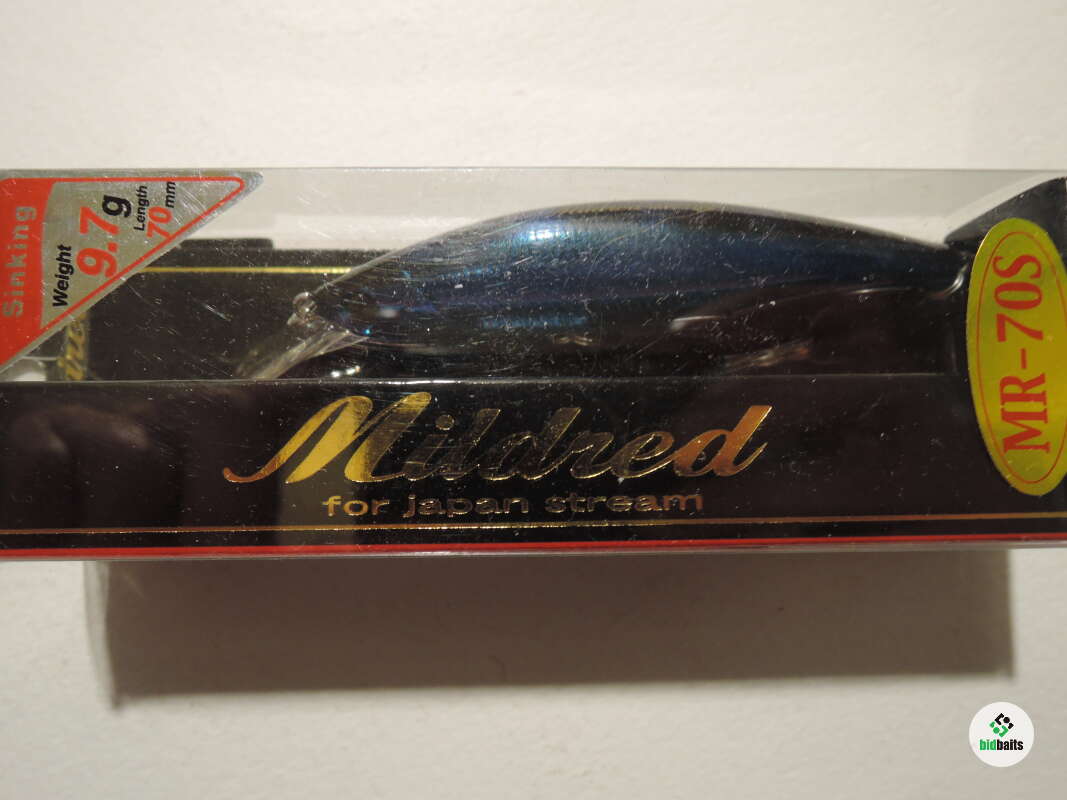 Sinking
Weight
9.7g
Length
70mm
Mildred
for japan stream
MR-70S
bidbaits